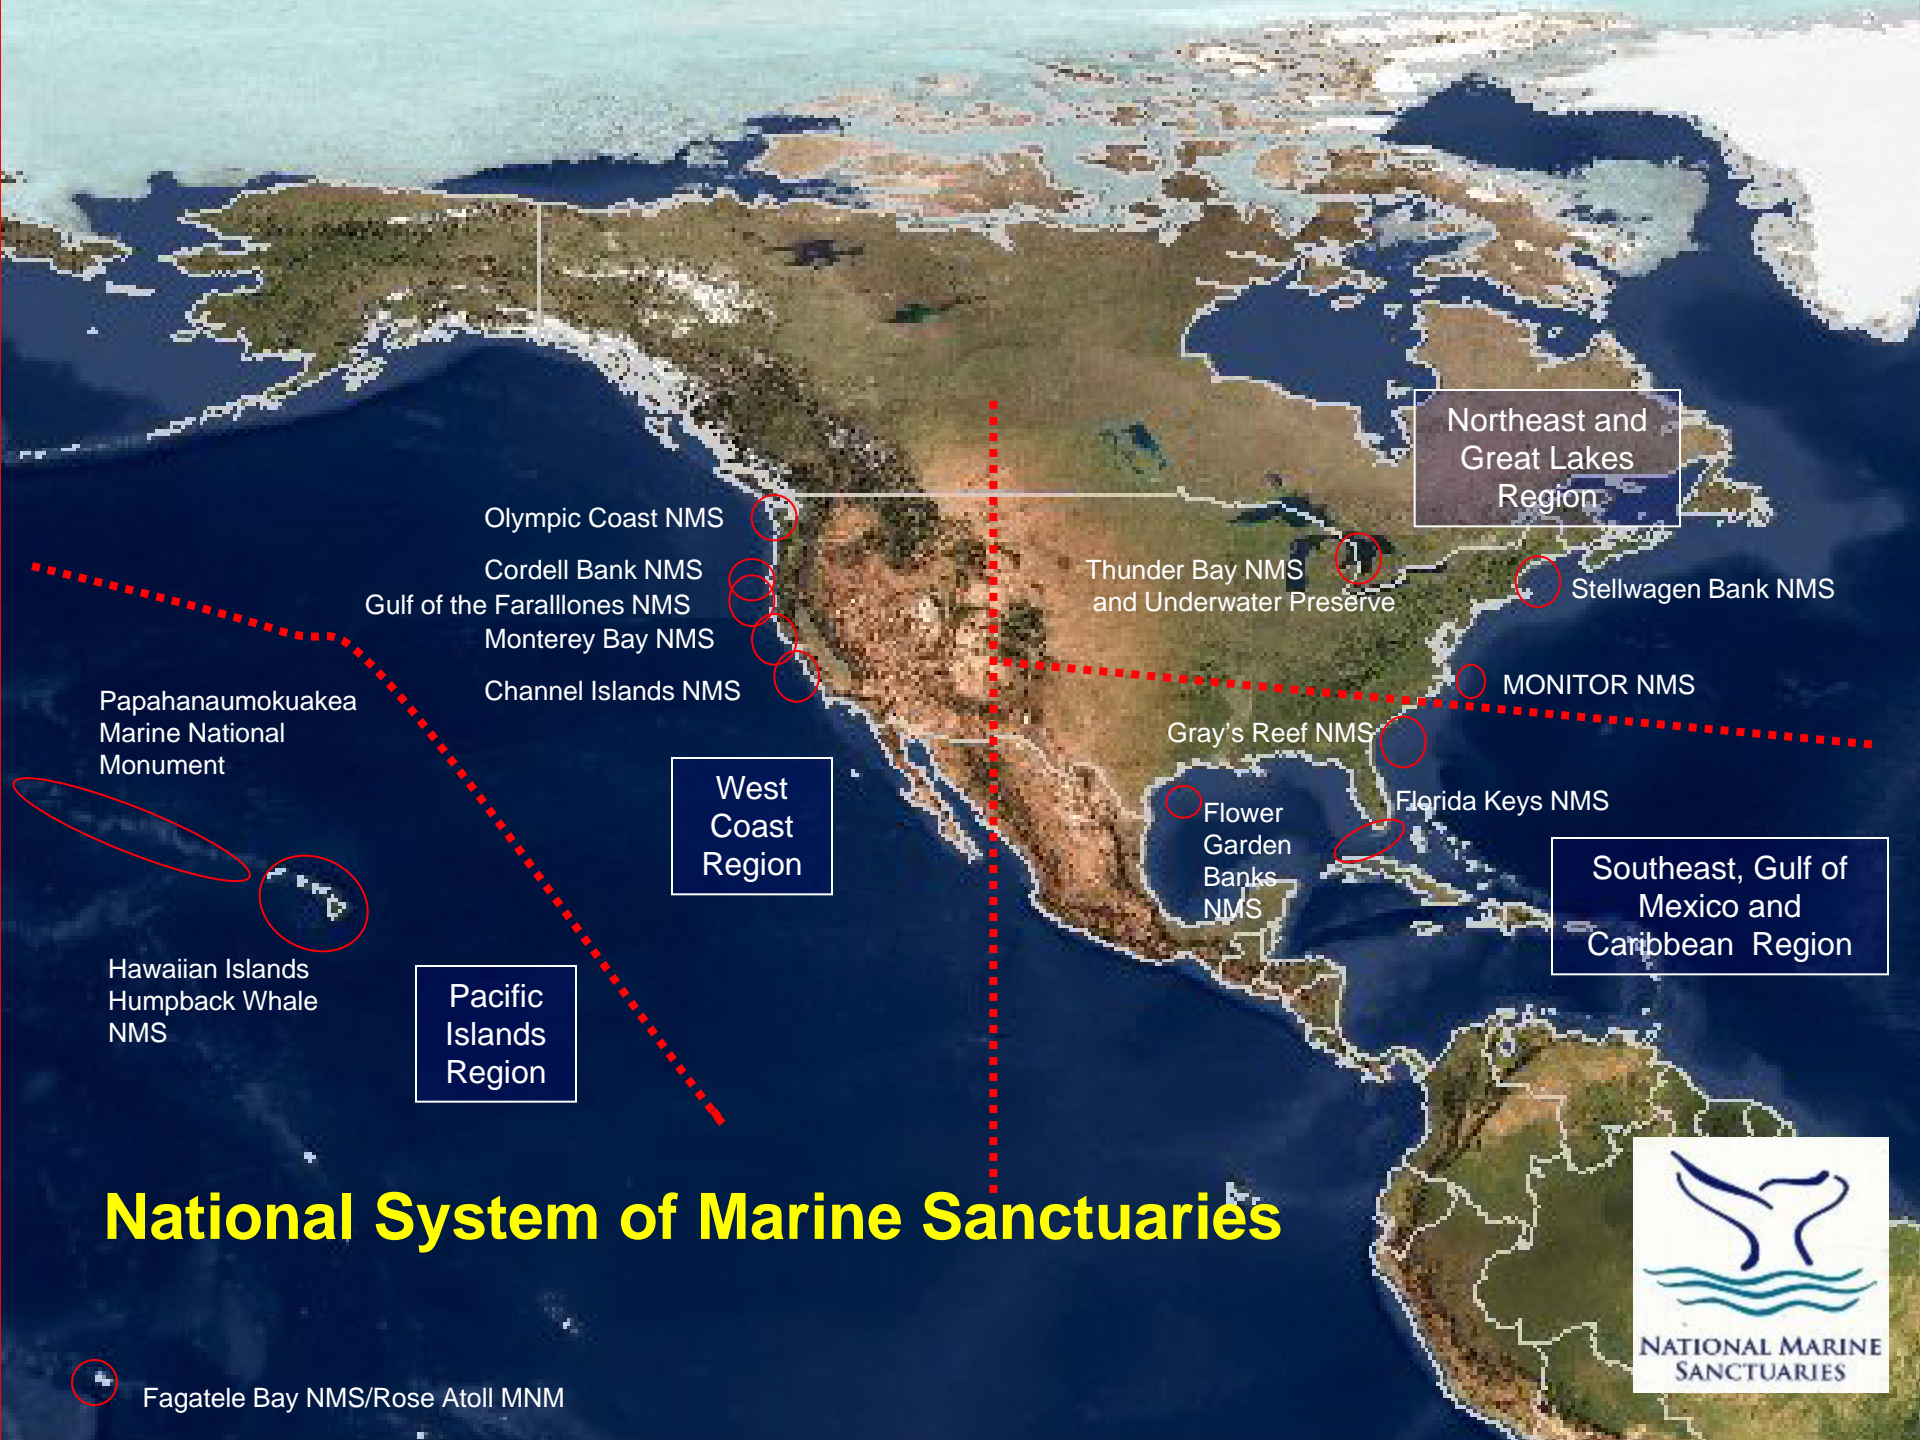 Northeast and
Great Lakes
Region
Olympic Coast NMS
Cordell Bank NMS
Gulf of the Faralllones NMS
Monterey Bay NMS
Channel Islands NMS
Thunder Bay NMS
and Underwater Preserve
Stellwagen Bank NMS
MONITOR NMS
Papahanaumokuakea
Marine National
Monument
Gray's Reef NMS
West
Coast
Region
Flower
Garden
Banks
NMS
Florida Keys NMS
Southeast, Gulf of
Mexico and
Caribbean Region
Hawaiian Islands
Humpback Whale
NMS
Pacific
Islands
Region
National System of Marine Sanctuaries
NATIONAL MARINE
SANCTUARIES
Fagatele Bay NMS/Rose Atoll MNM